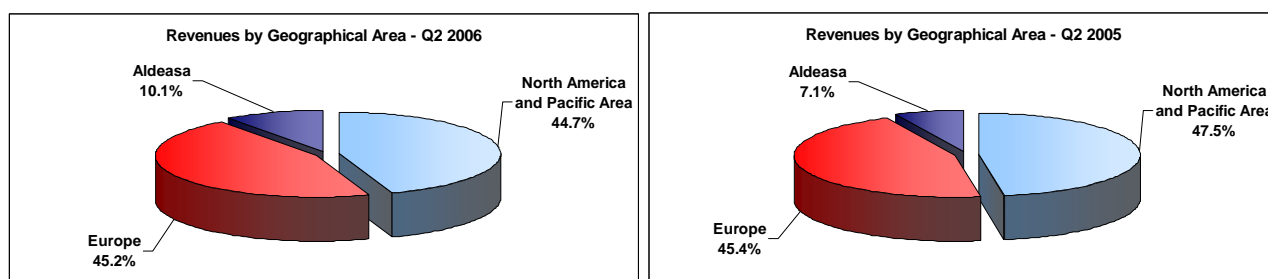 Revenues by Geographical Area - Q2 2006
Aldeasa
10.1%
North America
and Pacific Area
44.7%
Europe
45.2%
Revenues by Geographical Area - Q2 2005
Aldeasa
7.1%
North America
and Pacific Area
47.5%
Europe
45.4%